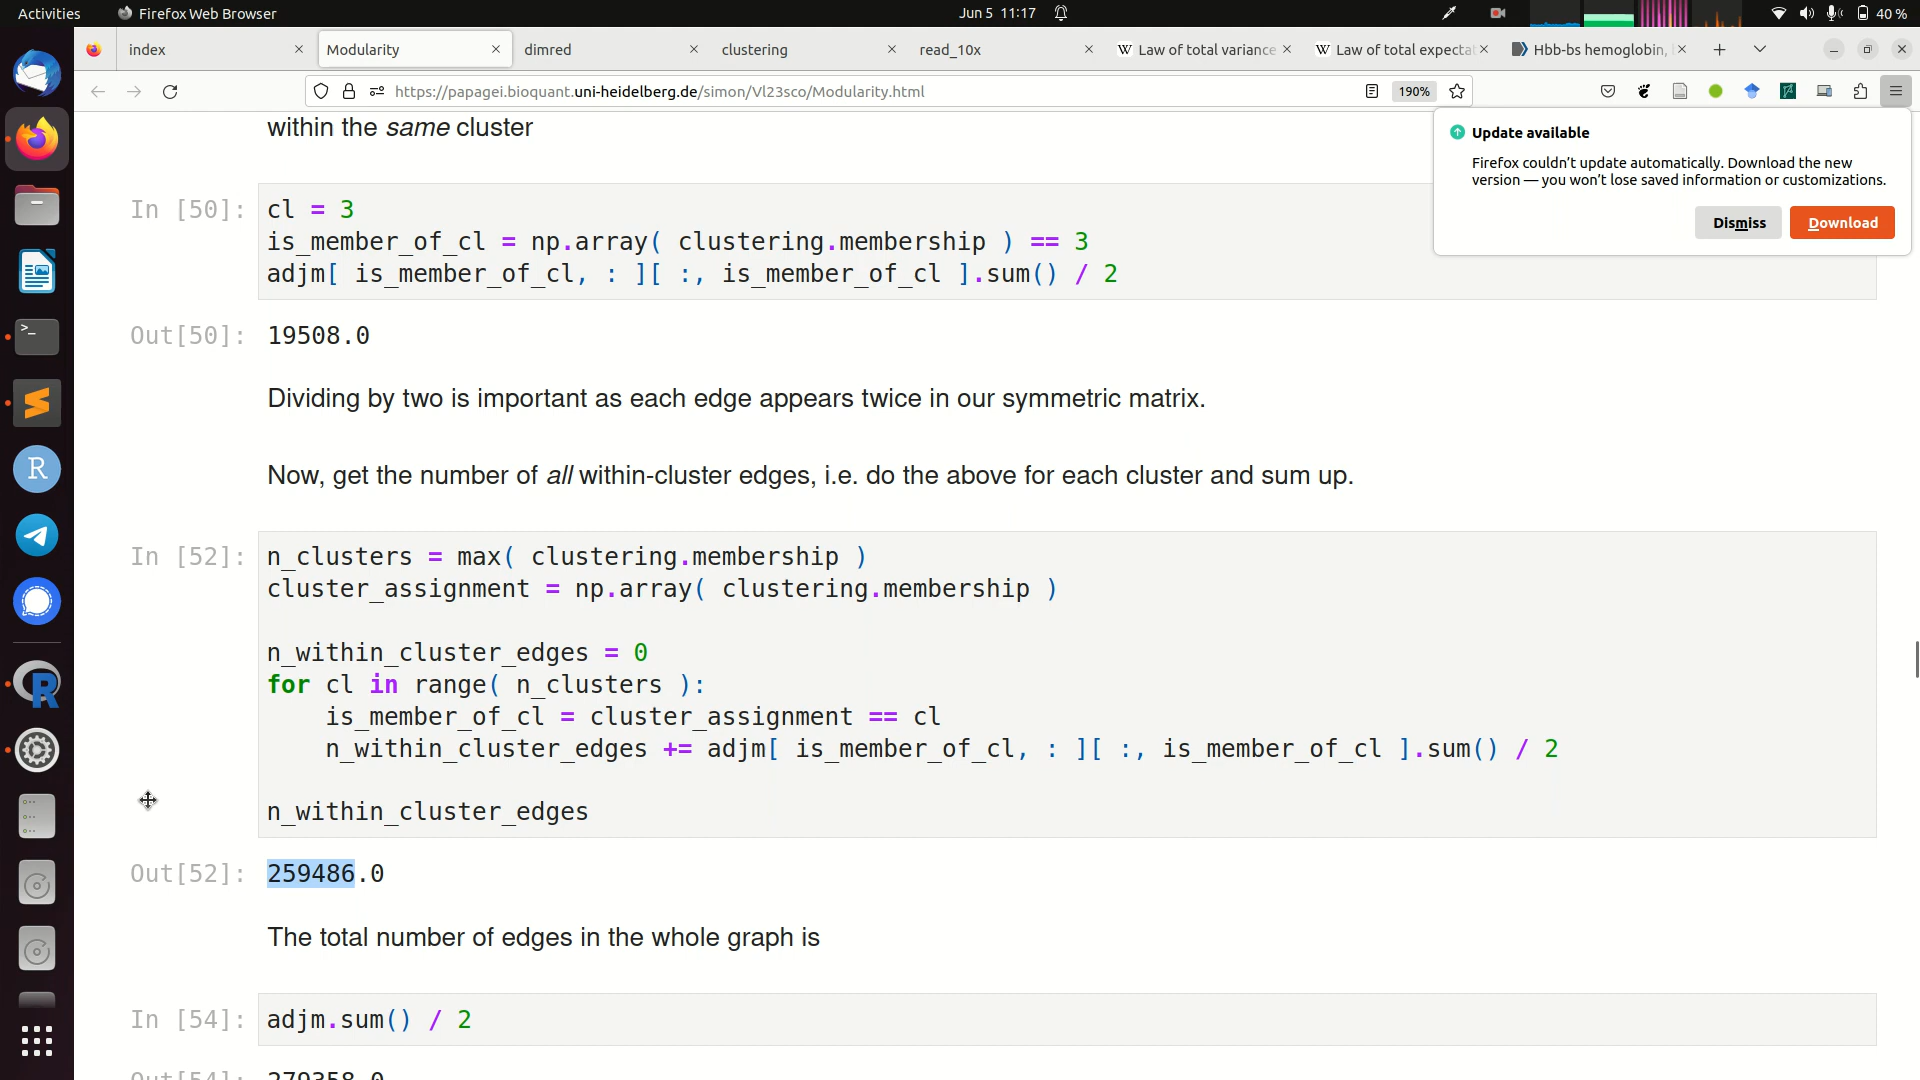 Activities
Firefox Web Browser
Jun 5 11:17
40 %
index
Modularity
dimred
clustering
read_10x
Law of total variance
Law of total expecta
Hbb-bs hemoglobin,
https://papagei.bioquant.uni-heidelberg.de/simon/Vl23sco/Modularity.html
190%
Update available
Firefox couldn't update automatically. Download the new
version — you won't lose saved information or customizations.
Dismiss
Download
within the same cluster
In [50]:
cl = 3
is_member_of_cl = np.array( clustering.membership ) == 3
adjm[ is_member_of_cl, : ][ :, is_member_of_cl ].sum() / 2
Out[50]: 19508.0
Dividing by two is important as each edge appears twice in our symmetric matrix.
Now, get the number of all within-cluster edges, i.e. do the above for each cluster and sum up.
In [52]:
n_clusters = max( clustering.membership )
cluster_assignment = np.array( clustering.membership )
n_within_cluster_edges = 0
for cl in range( n_clusters ):
    is_member_of_cl = cluster_assignment == cl
    n_within_cluster_edges += adjm[ is_member_of_cl, : ][ :, is_member_of_cl ].sum() / 2
n_within_cluster_edges
Out[52]: 259486.0
The total number of edges in the whole graph is
In [54]: adjm.sum() / 2
Out[54]: 279358.0